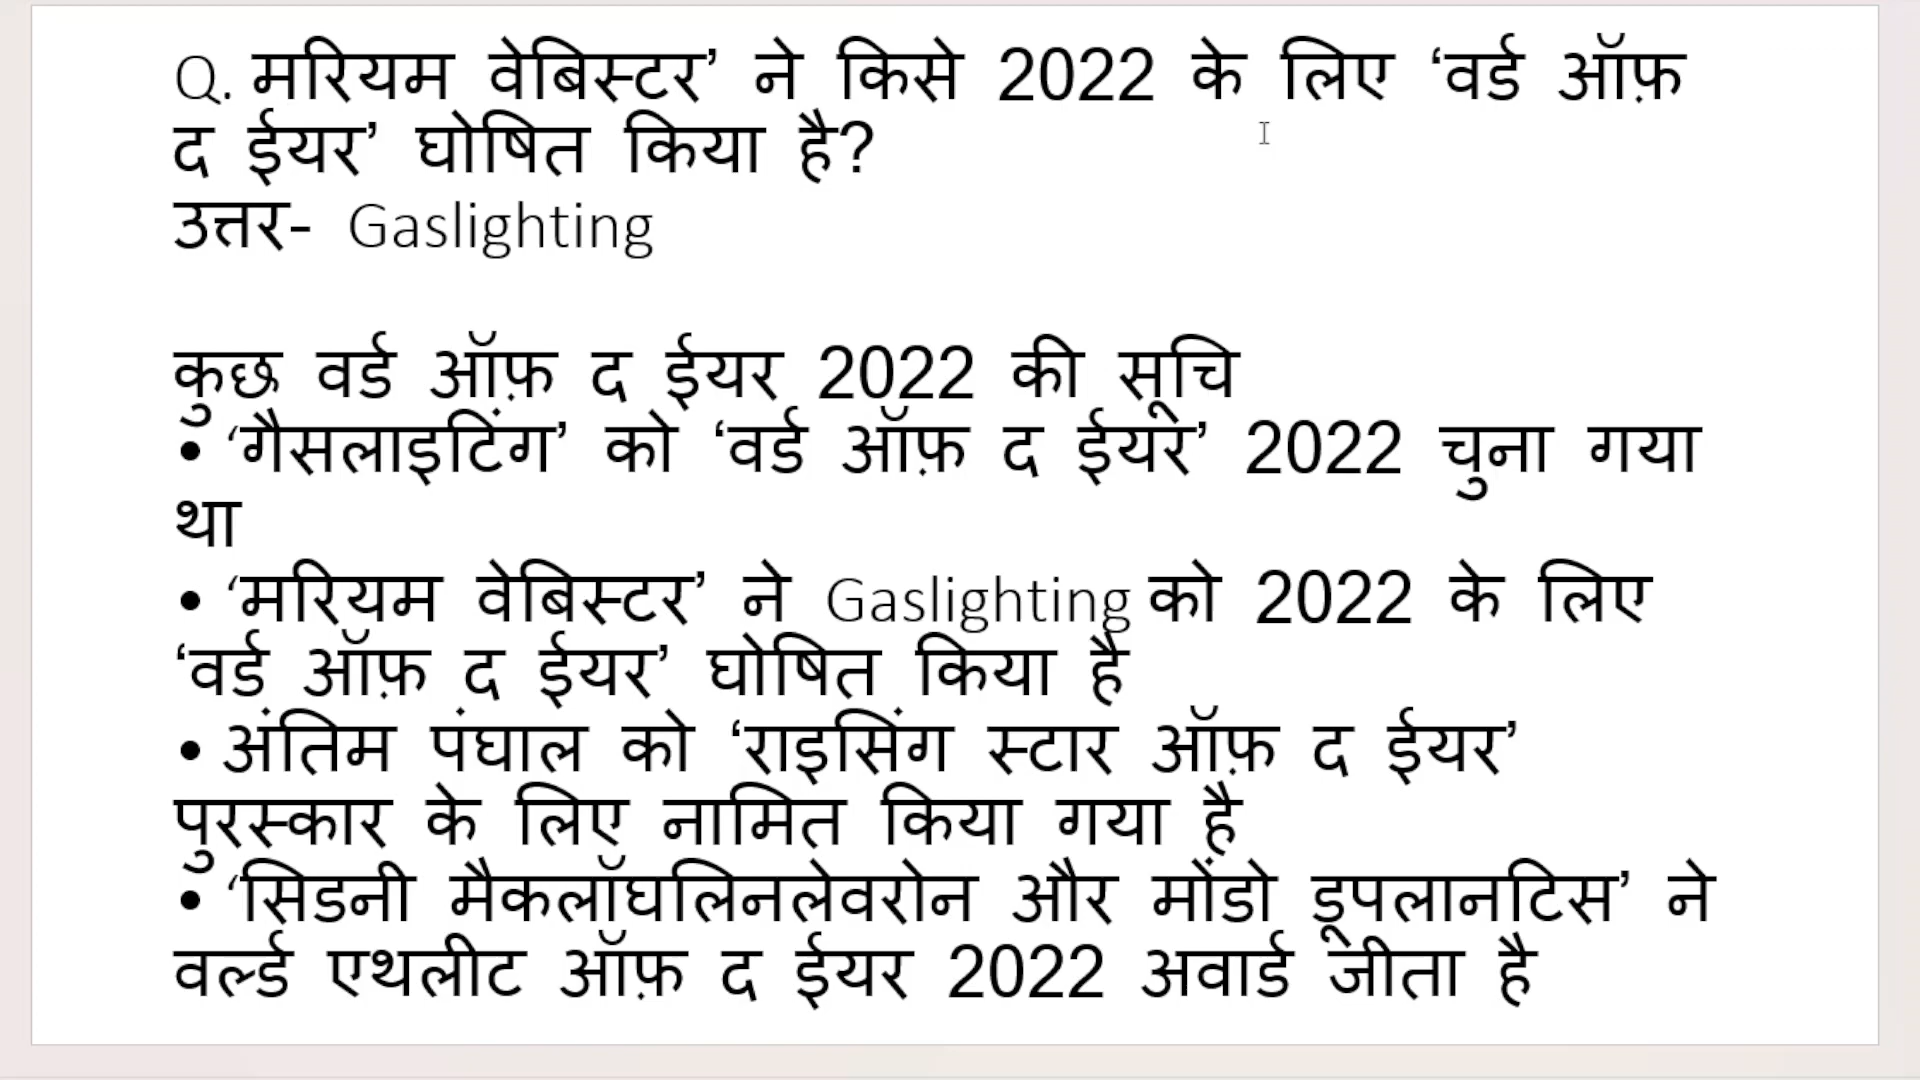 Q. मरियम वेबिस्टर’ ने किसे 2022 के लिए ‘वर्ड ऑफ़
द ईयर’ घोषित किया है?
उत्तर- Gaslighting
कुछ वर्ड ऑफ़ द ईयर 2022 की सूचि
• ‘गैसलाइटिंग’ को ‘वर्ड ऑफ़ द ईयर’ 2022 चुना गया
था
• ‘मरियम वेबिस्टर’ ने Gaslighting को 2022 के लिए
‘वर्ड ऑफ़ द ईयर’ घोषित किया है
• अंतिम पंघाल को ‘राइसिंग स्टार ऑफ़ द ईयर’
पुरस्कार के लिए नामित किया गया है
• ‘सिडनी मैकलॉघलिनलेवरोन और मोंडो डूपलानटिस’ ने
वर्ल्ड एथलीट ऑफ़ द ईयर 2022 अवार्ड जीता है